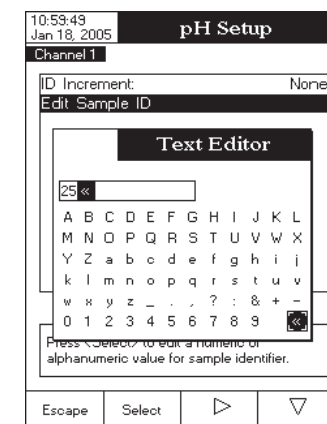 10:59:49
Jan 18, 2005
pH Setup
Channel 1
ID Increment: None
Edit Sample ID
Text Editor
25 «
A B C D E F G H I J K L
M N O P Q R S T U V W X
Y Z a b c d e f g h i j
k l m n o p q r s t u v
w x y z _ . , ? : & + -
0 1 2 3 4 5 6 7 8 9 «
Press <Select> to edit a numeric or
alphanumeric value for sample identifier.
Escape Select ▷ ▽